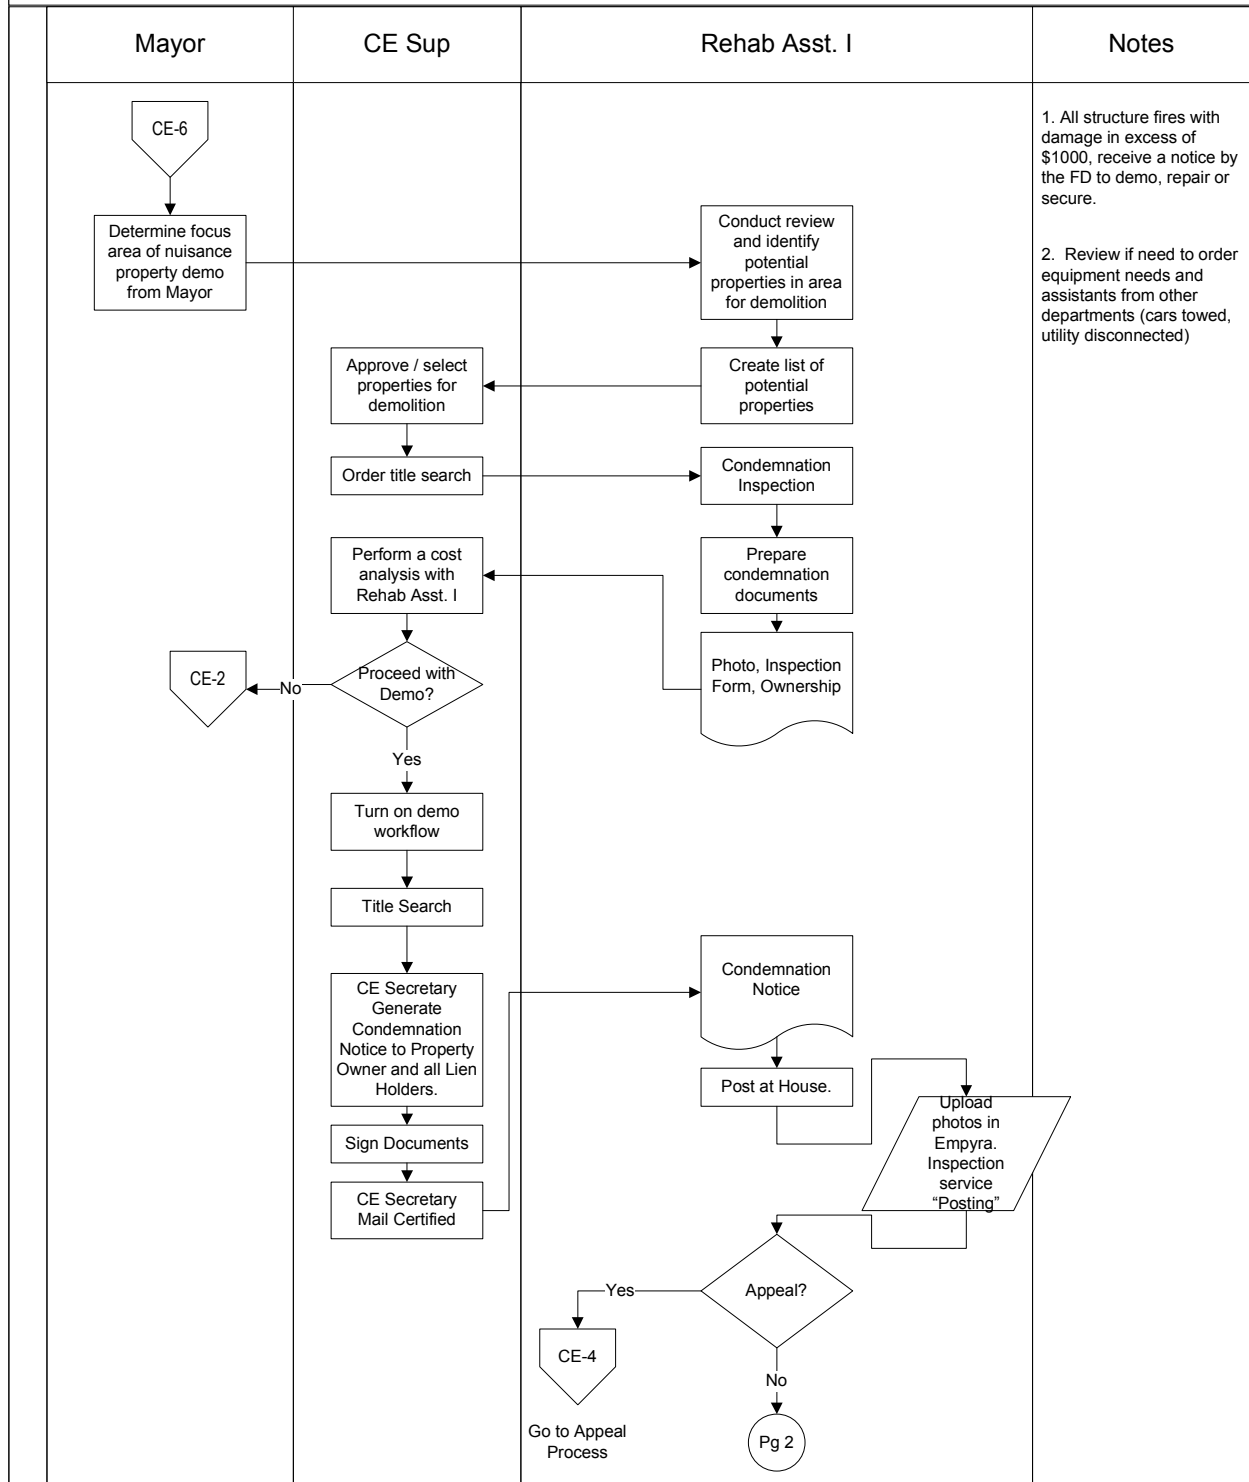 Mayor
CE Sup
Rehab Asst. I
Notes
CE-6
1. All structure fires with
damage in excess of
$1000, receive a notice by
the FD to demo, repair or
secure.
2.  Review if need to order
equipment needs and
assistants from other
departments (cars towed,
utility disconnected)
Determine focus
area of nuisance
property demo
from Mayor
Conduct review
and identify
potential
properties in area
for demolition
Create list of
potential
properties
Approve / select
properties for
demolition
Order title search
Condemnation
Inspection
Prepare
condemnation
documents
Photo, Inspection
Form, Ownership
Perform a cost
analysis with
Rehab Asst. I
Proceed with
Demo?
No
CE-2
Yes
Turn on demo
workflow
Title Search
CE Secretary
Generate
Condemnation
Notice to Property
Owner and all Lien
Holders.
Sign Documents
CE Secretary
Mail Certified
Condemnation
Notice
Post at House.
Upload
photos in
Empyra.
Inspection
service
“Posting”
Appeal?
Yes
CE-4
Go to Appeal
Process
No
Pg 2